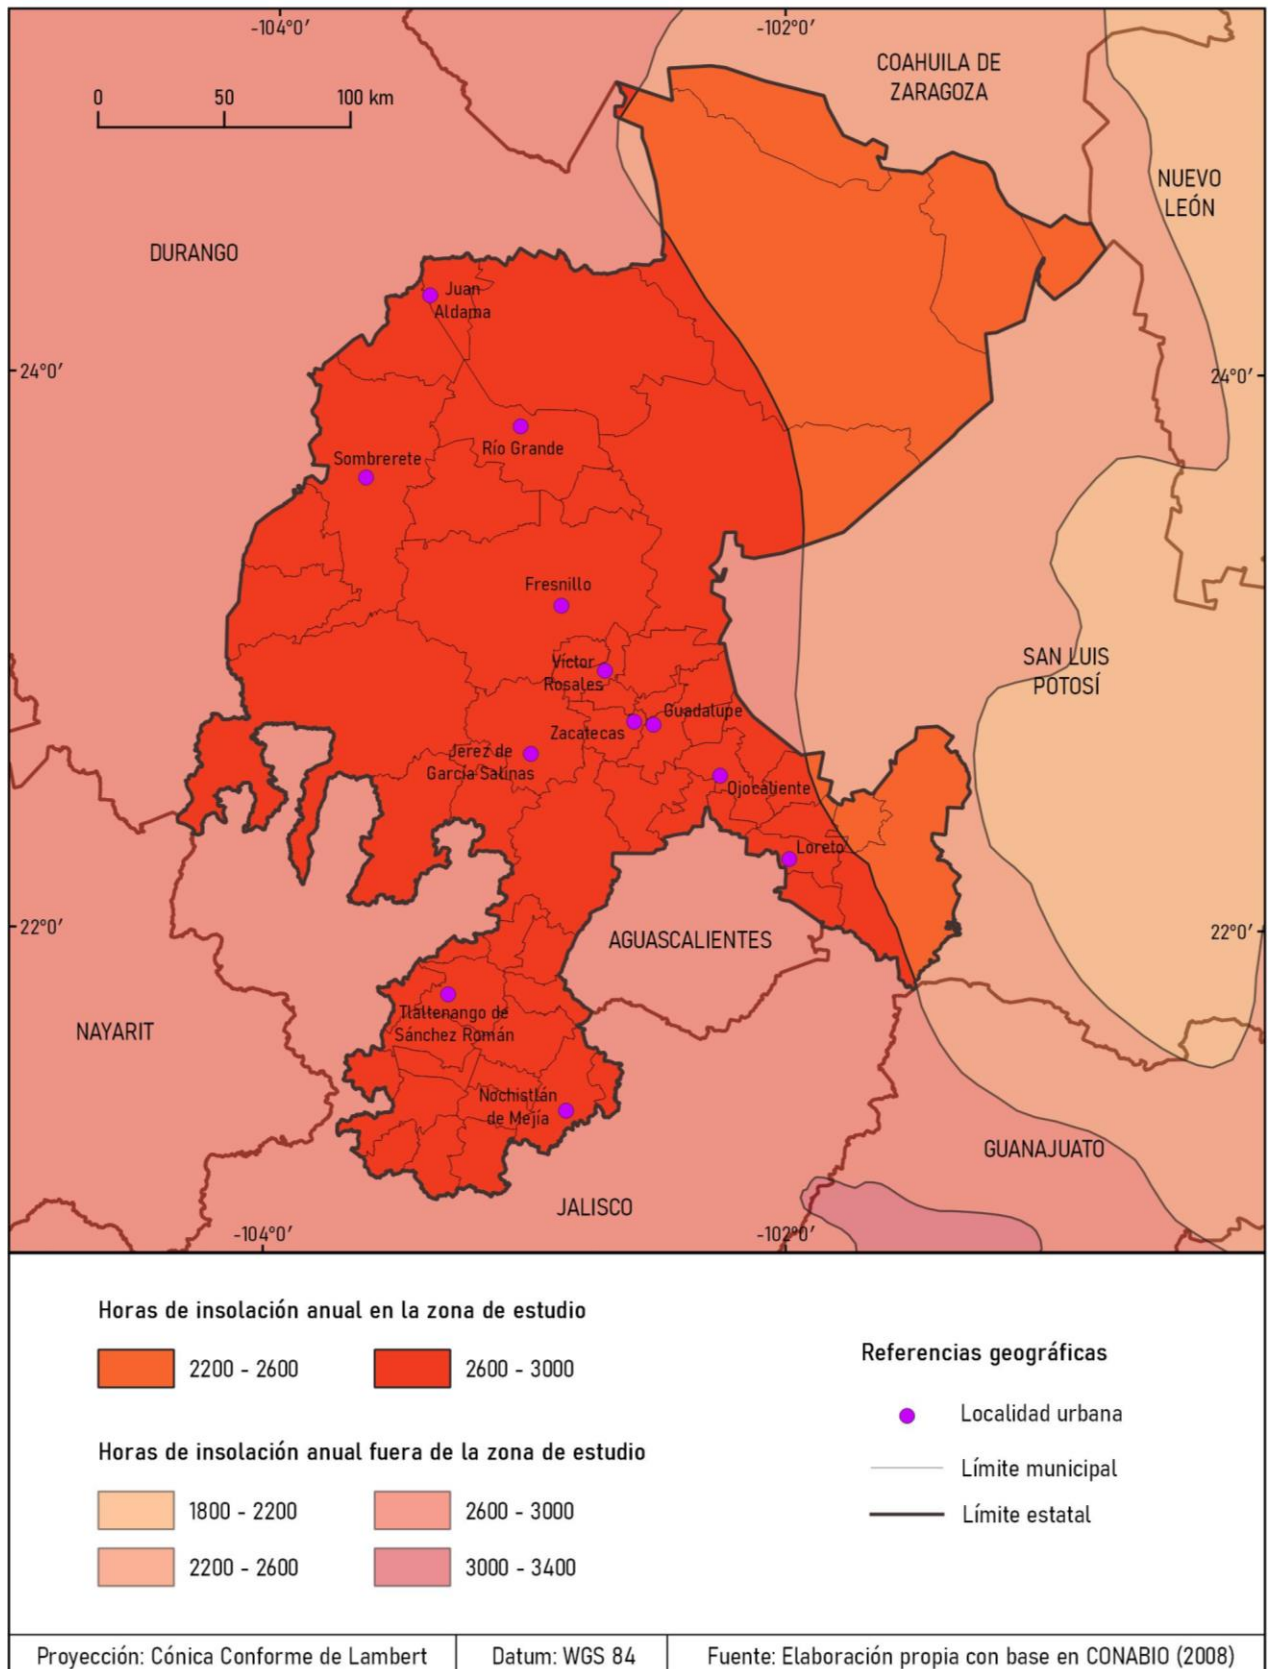 -104°0′
-102°0′
0 50 100 km
COAHUILA DE
ZARAGOZA
NUEVO
LEÓN
DURANGO
Juan
Aldama
24°0′
24°0′
Río Grande
Sombrerete
Fresnillo
Víctor
Rosales
SAN LUIS
POTOSÍ
Guadalupe
Zacatecas
Jerez de
García Salinas
Ojocaliente
Loreto
22°0′
22°0′
AGUASCALIENTES
Tlaltenango de
Sánchez Román
NAYARIT
Nochistlán
de Mejía
GUANAJUATO
JALISCO
-104°0′
-102°0′
Horas de insolación anual en la zona de estudio
2200 - 2600
2600 - 3000
Horas de insolación anual fuera de la zona de estudio
1800 - 2200
2600 - 3000
2200 - 2600
3000 - 3400
Referencias geográficas
Localidad urbana
Límite municipal
Límite estatal
Proyección: Cónica Conforme de Lambert
Datum: WGS 84
Fuente: Elaboración propia con base en CONABIO (2008)